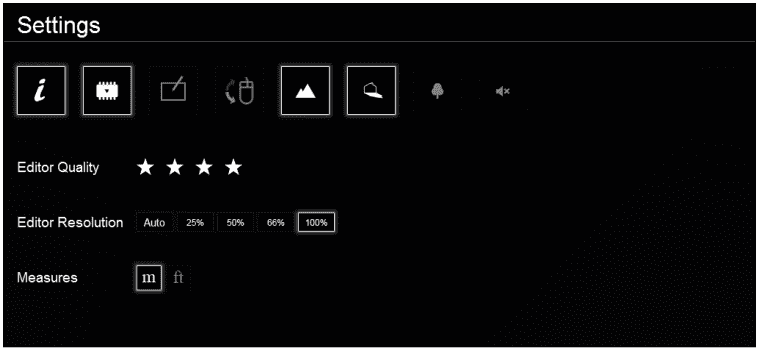 Settings
i
Editor Quality
Editor Resolution Auto 25% 50% 66% 100%
Measures m ft